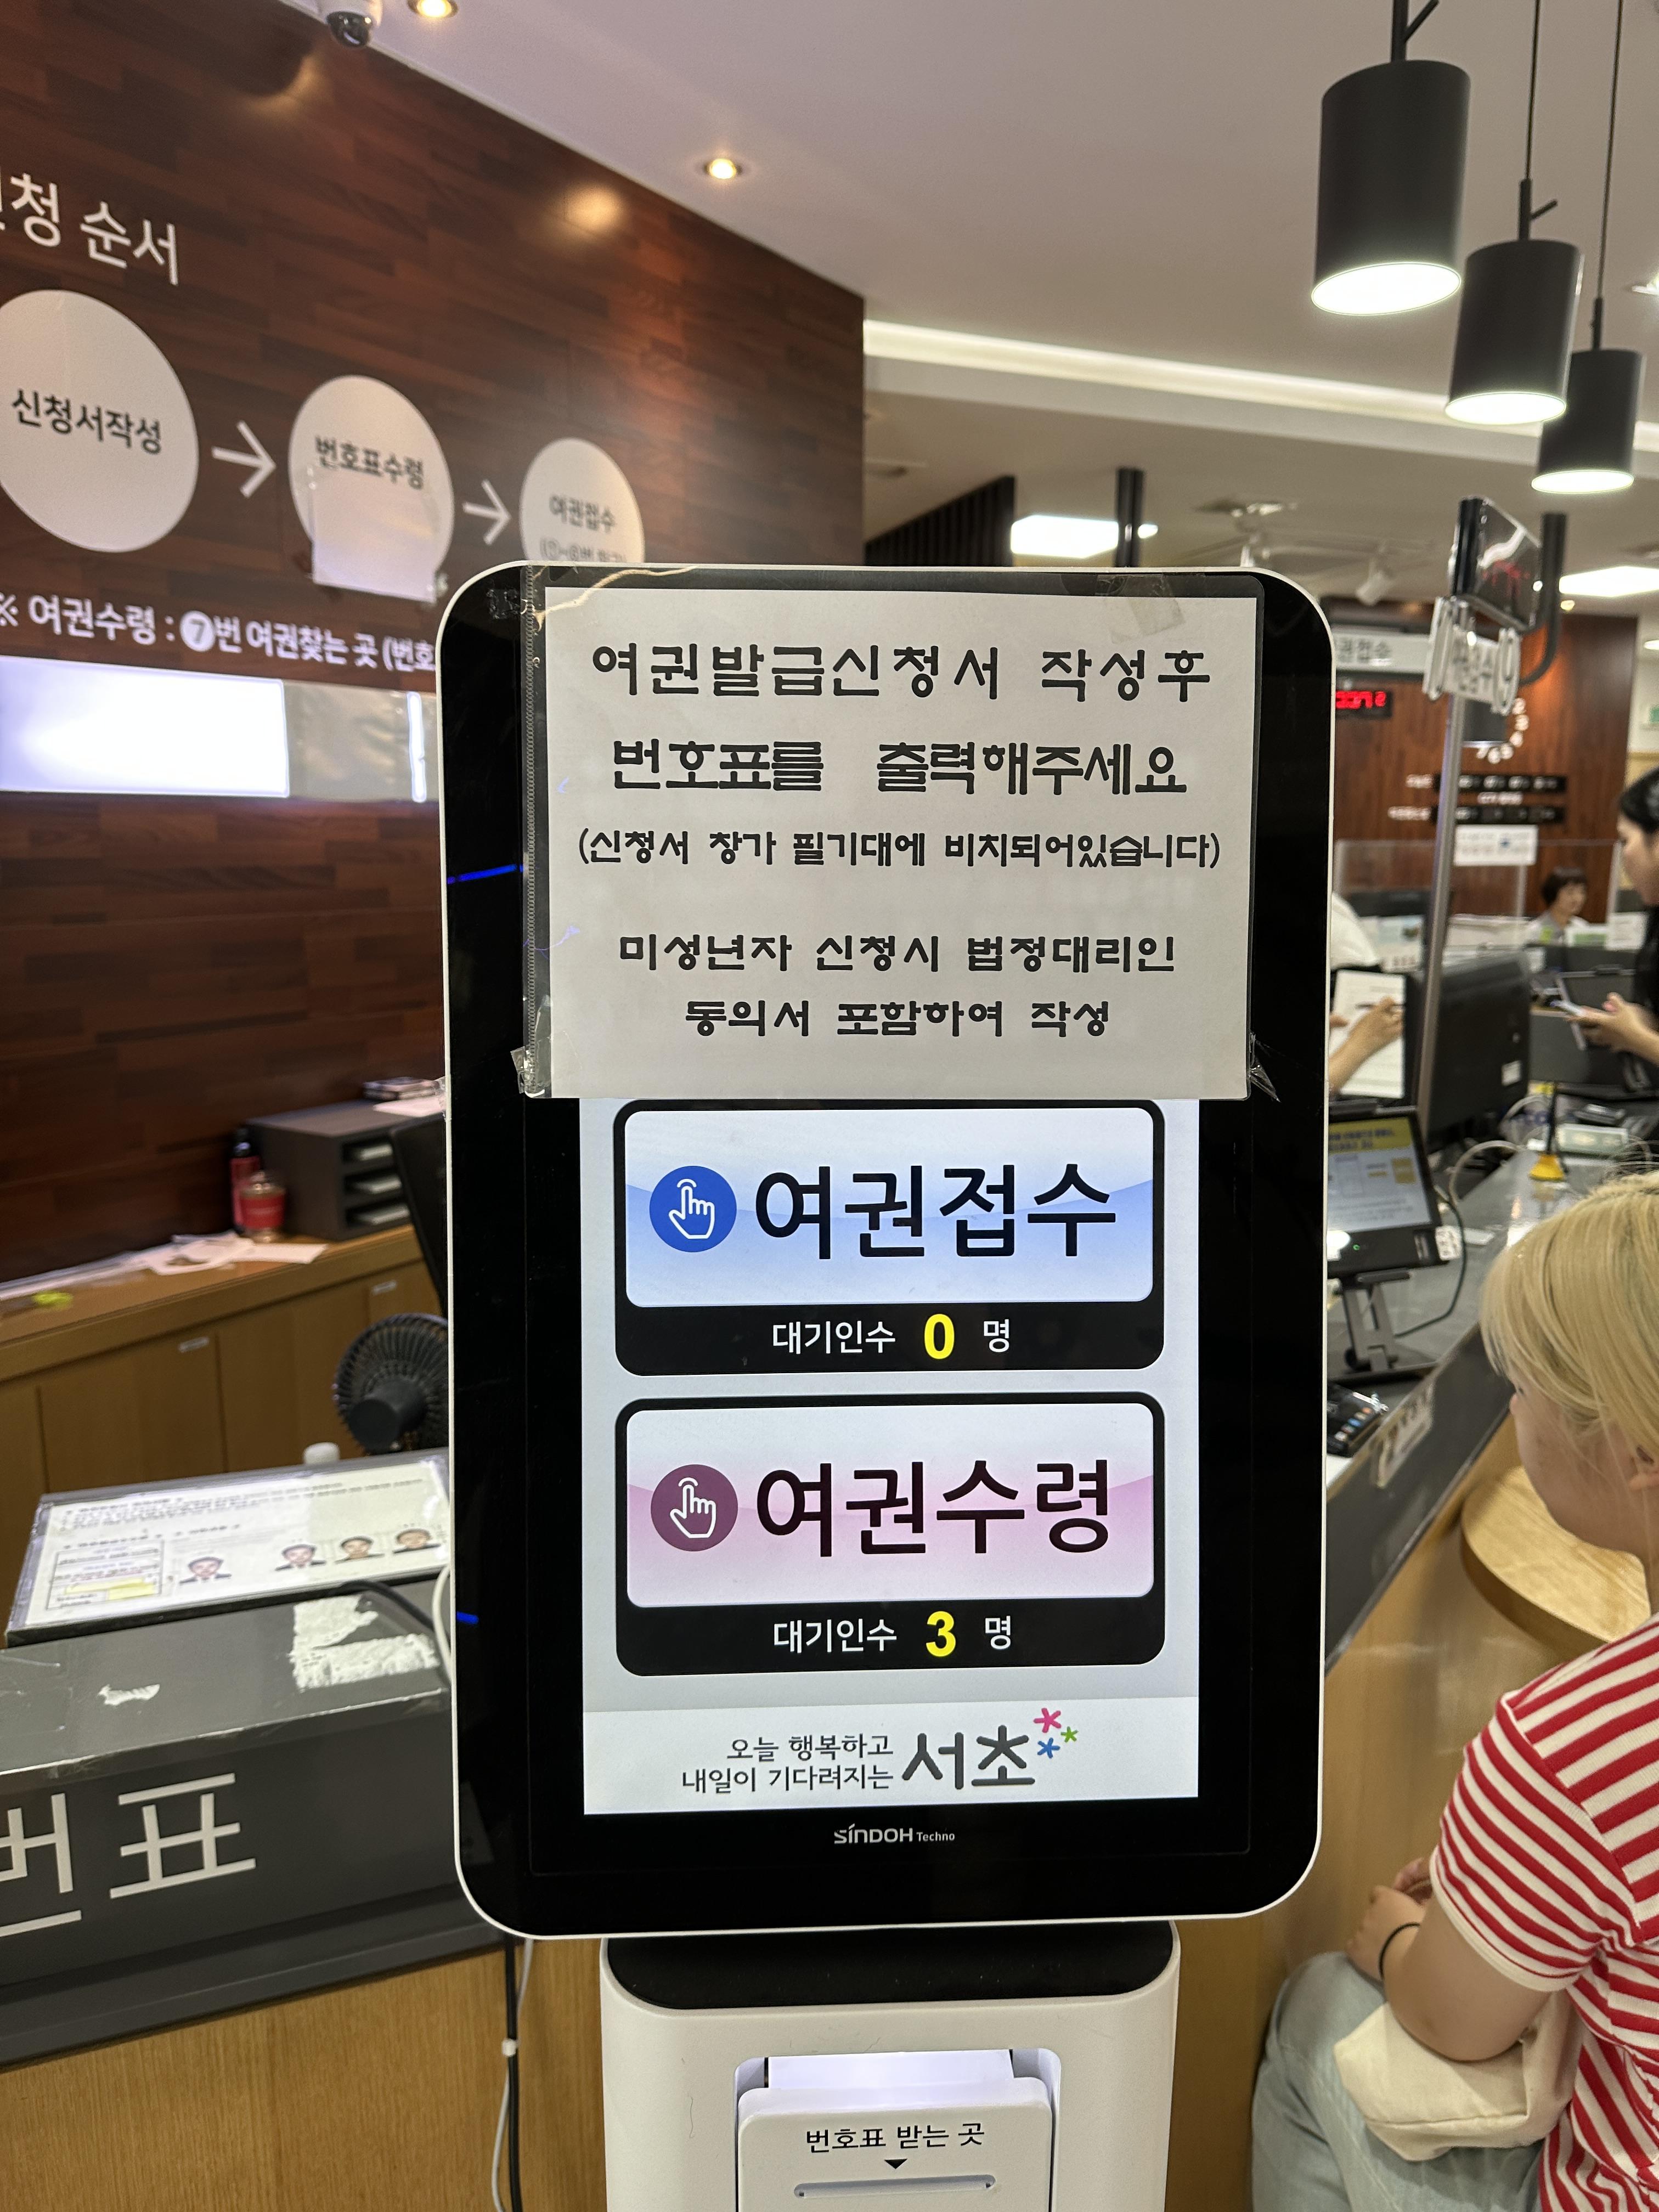 청 순서
신청서작성
번호표수령
여권접수
※ 여권수령 : ❼번 여권찾는 곳 (번호
여권발급신청서 작성후
번호표를 출력해주세요
(신청서 창가 필기대에 비치되어있습니다)
미성년자 신청시 법정대리인
동의서 포함하여 작성
여권접수
대기인수 0 명
여권수령
대기인수 3 명
오늘 행복하고
내일이 기다려지는 서초
SINDOH Techno
번호표
번호표 받는 곳